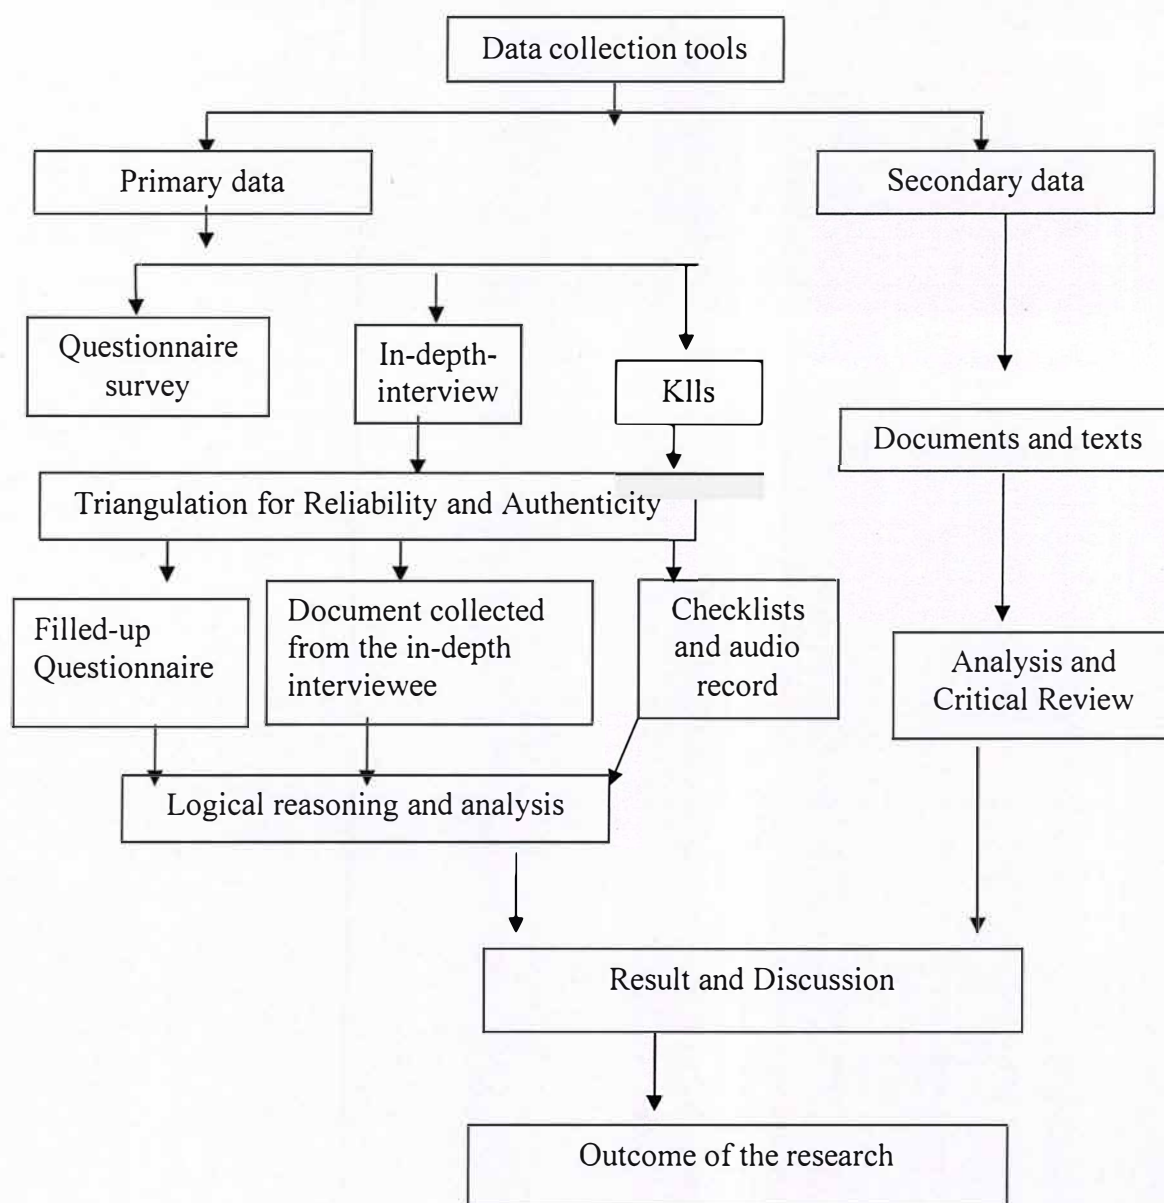 Data collection tools
Primary data
Secondary data
Questionnaire
survey
In-depth-
interview
KIIs
Documents and texts
Triangulation for Reliability and Authenticity
Filled-up
Questionnaire
Document collected
from the in-depth
interviewee
Checklists
and audio
record
Analysis and
Critical Review
Logical reasoning and analysis
Result and Discussion
Outcome of the research